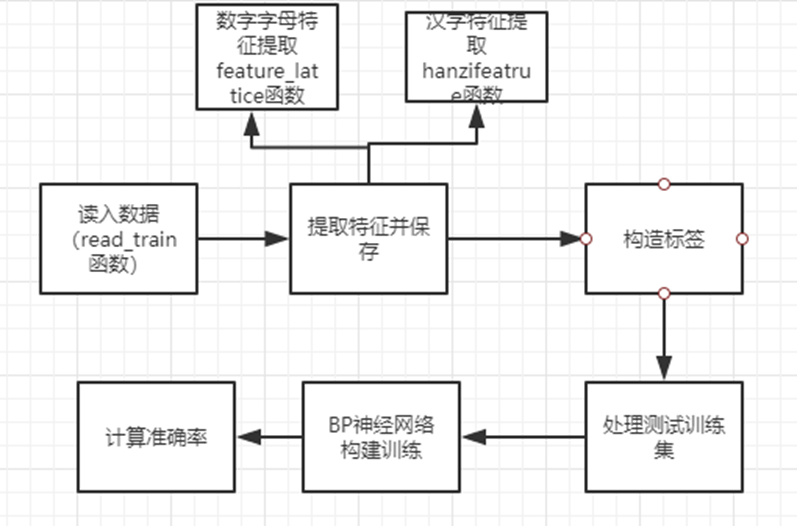 数字字母特
征提取
feature_lat
tice函数
汉字特征提
取
hanzifeatru
e函数
读入数据
（read_train
函数）
提取特征并保
存
构造标签
计算准确率
BP神经网络
构建训练
处理测试训练
集